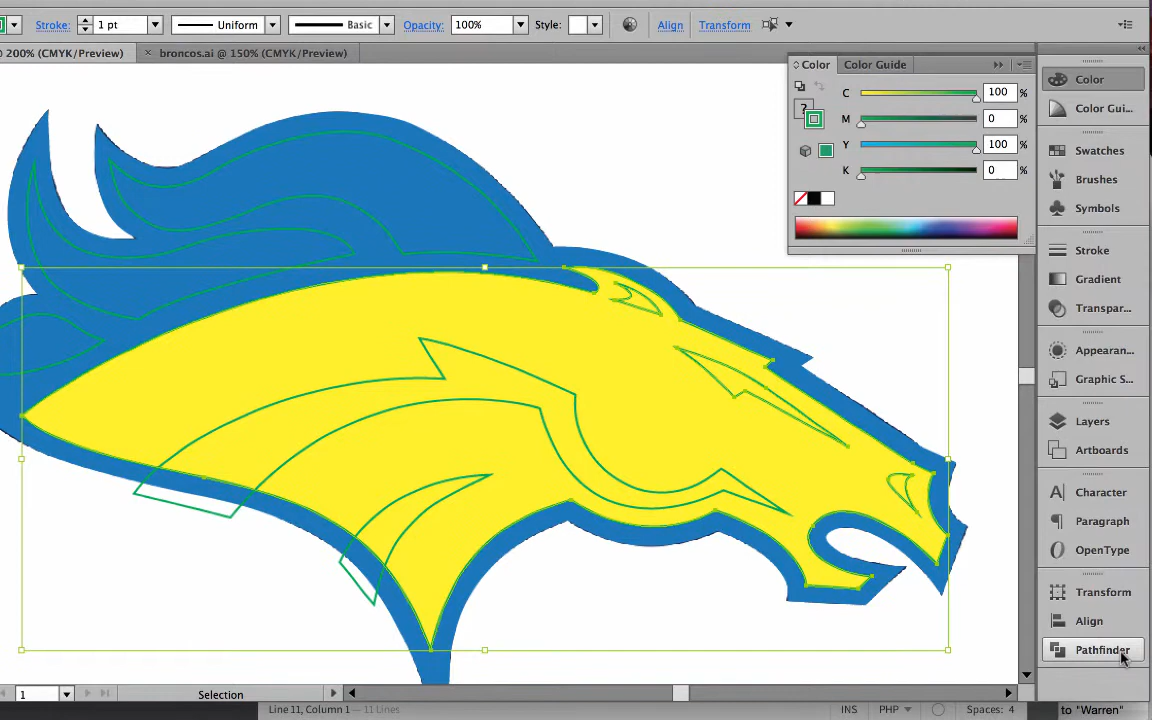 Stroke: 1 pt Uniform Basic Opacity: 100% Style: Align Transform
200% (CMYK/Preview) × broncos.ai @ 150% (CMYK/Preview)
Color Color Guide
C 100 %
M 0 %
Y 100 %
K 0 %
?
Color
Color Gui...
Swatches
Brushes
Symbols
Stroke
Gradient
Transpar...
Appearan...
Graphic S...
Layers
Artboards
Character
Paragraph
OpenType
Transform
Align
Pathfinder
1 Selection
Line 11, Column 1 — 11 Lines INS PHP Spaces: 4 to "Warren"